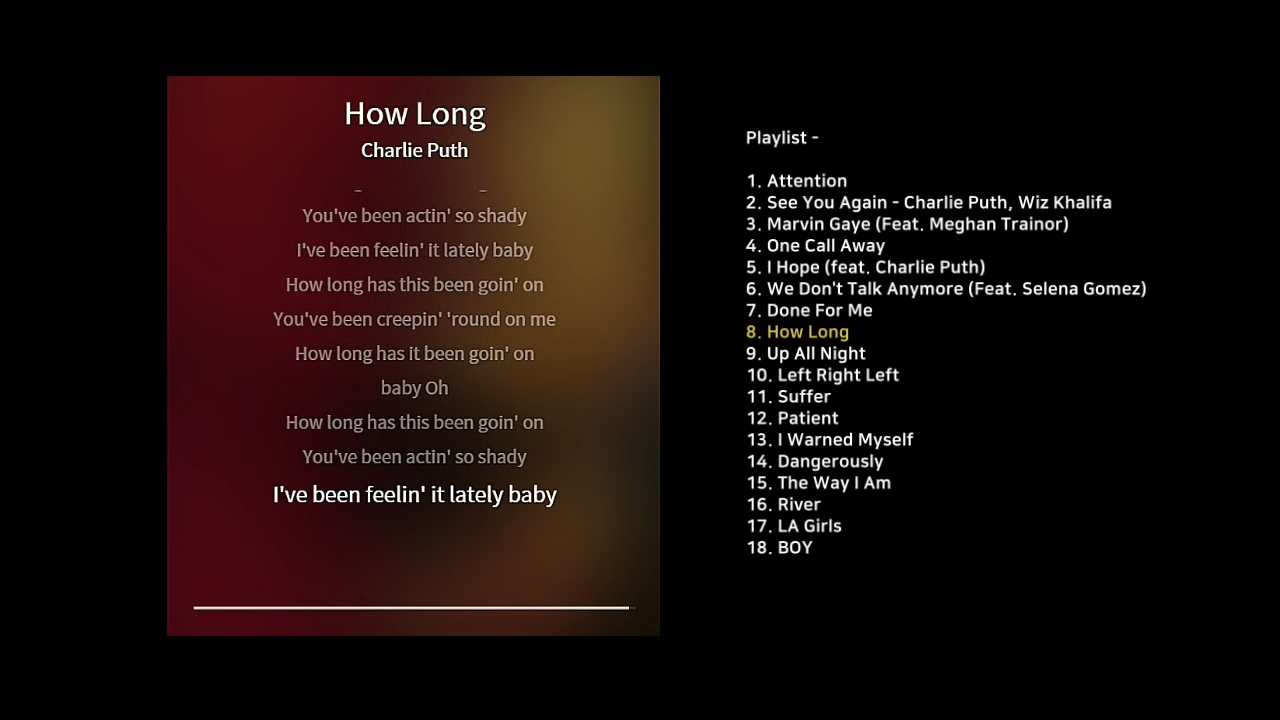 How Long
Charlie Puth
You've been actin' so shady
I've been feelin' it lately baby
How long has this been goin' on
You've been creepin' 'round on me
How long has it been goin' on
baby Oh
How long has this been goin' on
You've been actin' so shady
I've been feelin' it lately baby
Playlist -
1. Attention
2. See You Again - Charlie Puth, Wiz Khalifa
3. Marvin Gaye (Feat. Meghan Trainor)
4. One Call Away
5. I Hope (feat. Charlie Puth)
6. We Don't Talk Anymore (Feat. Selena Gomez)
7. Done For Me
8. How Long
9. Up All Night
10. Left Right Left
11. Suffer
12. Patient
13. I Warned Myself
14. Dangerously
15. The Way I Am
16. River
17. LA Girls
18. BOY